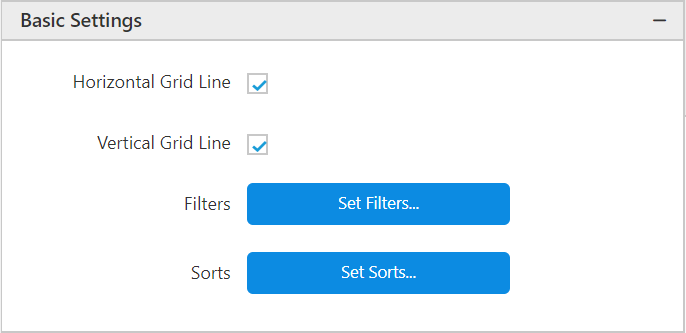 Basic Settings
Horizontal Grid Line
Vertical Grid Line
Filters Set Filters...
Sorts Set Sorts...